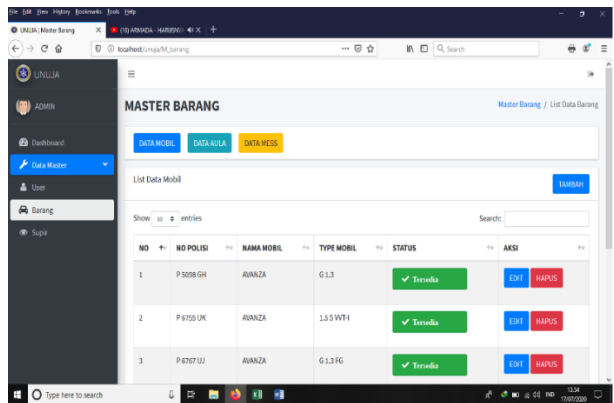 File Edit View History Bookmarks Tools Help
UNUJA | Master Barang
localhost/unuja/M_barang
Search
UNUJA
ADMIN
MASTER BARANG
Master Barang / List Data Barang
Dashboard
Data Master
User
Barang
Supir
DATA MOBIL DATA AULA DATA MESS
List Data Mobil
TAMBAH
Show 10 entries
Search:
NO NO POLISI NAMA MOBIL TYPE MOBIL STATUS AKSI
1 P 5098 GH AVANZA G 1.3 Tersedia EDIT HAPUS
2 P 6755 UK AVANZA 1.5 S VVT-I Tersedia EDIT HAPUS
3 P 6767 UJ AVANZA G 1.3 FG Tersedia EDIT HAPUS
Type here to search
IND
13.54
17/07/2020